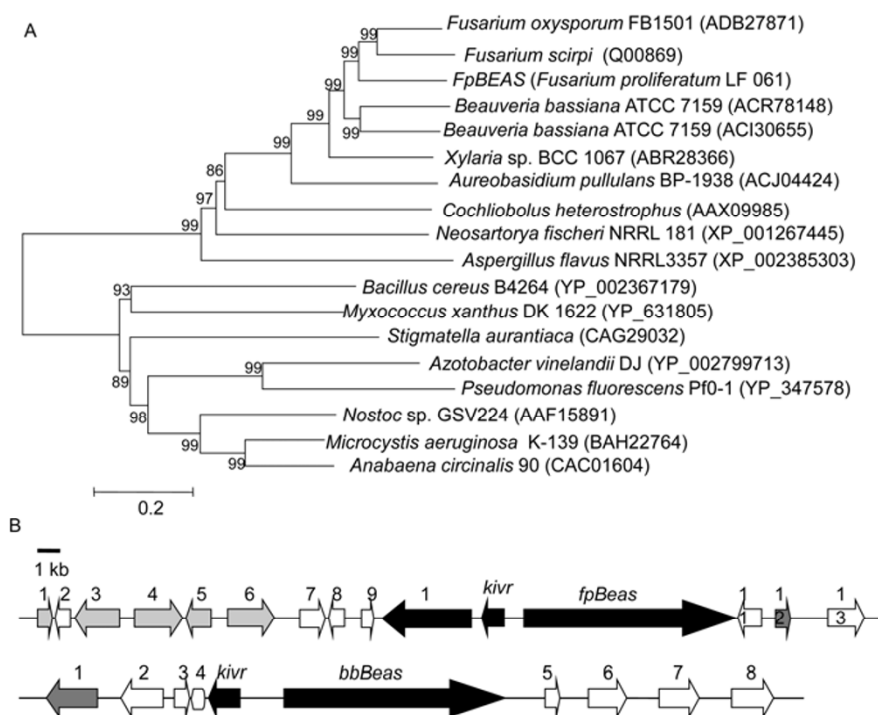 A
Fusarium oxysporum FB1501 (ADB27871)
99
99
Fusarium scirpi (Q00869)
99
FpBEAS (Fusarium proliferatum LF 061)
99
Beauveria bassiana ATCC 7159 (ACR78148)
99
99
Beauveria bassiana ATCC 7159 (ACI30655)
99
Xylaria sp. BCC 1067 (ABR28366)
86
Aureobasidium pullulans BP-1938 (ACJ04424)
97
Cochliobolus heterostrophus (AAX09985)
99
Neosartorya fischeri NRRL 181 (XP_001267445)
Aspergillus flavus NRRL3357 (XP_002385303)
93
Bacillus cereus B4264 (YP_002367179)
Myxococcus xanthus DK 1622 (YP_631805)
Stigmatella aurantiaca (CAG29032)
89
99
Azotobacter vinelandii DJ (YP_002799713)
Pseudomonas fluorescens Pf0-1 (YP_347578)
98
Nostoc sp. GSV224 (AAF15891)
99
Microcystis aeruginosa K-139 (BAH22764)
99
Anabaena circinalis 90 (CAC01604)
0.2
B
1 kb
1 2 3 4 5 6 7 8 9 1 kivr fpBeas 1 1 1
1 2 3
1 2 3 4 kivr bbBeas 5 6 7 8